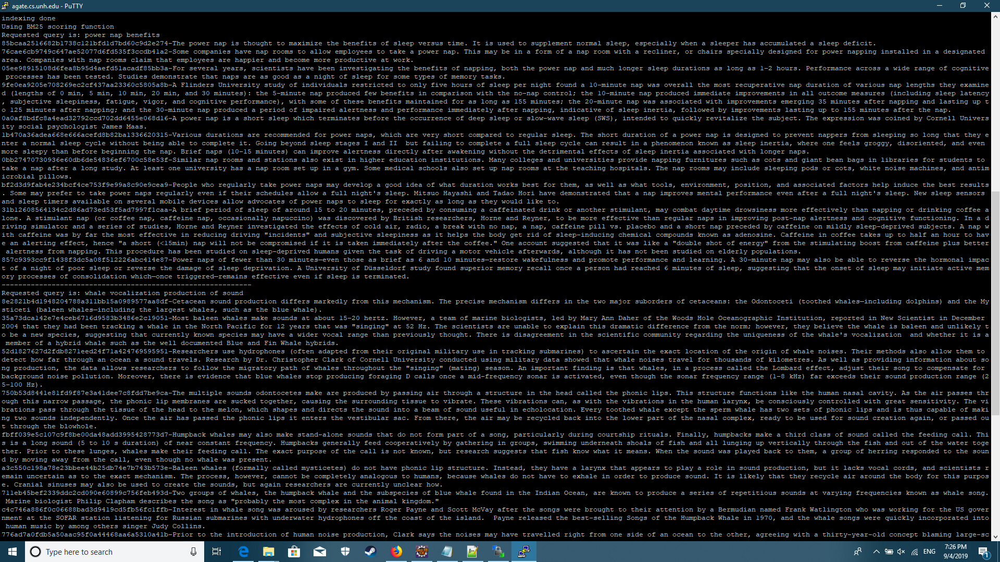 agate.cs.unh.edu - PuTTY
indexing done
Using BM25 scoring function
Requested query is: power nap benefits
85bcaa2516682b1738c121bfd1d7bd60c9d2e274-The power nap is thought to maximize the benefits of sleep versus time. It is used to supplement normal sleep, especially when a sleeper has accumulated a sleep deficit.
76cae6cb9749c647ae52077d6fd535f3ccdb41a2-Some companies have nap rooms to allow employees to take a power nap. This may be in a form of a nap room with a recliner, or chairs specially designed for power napping installed in a designated
area. Companies with nap rooms claim that employees are happier and become more productive at work.
05ee98915108d6fea8b95d4aefd51acadf85bb3a-For several years, scientists have been investigating the benefits of napping, both the power nap and much longer sleep durations as long as 1–2 hours. Performance across a wide range of cognitive
 processes has been tested. Studies demonstrate that naps are as good as a night of sleep for some types of memory tasks.
9fe0ea9205e708269ec2cf437aa23360c5805a8b-A Flinders University study of individuals restricted to only five hours of sleep per night found a 10-minute nap was overall the most recuperative nap duration of various nap lengths they examine
d (lengths of 0 min, 5 min, 10 min, 20 min, and 30 minutes): the 5-minute nap produced few benefits in comparison with the no-nap control; the 10-minute nap produced immediate improvements in all outcome measures (including sleep latency
, subjective sleepiness, fatigue, vigor, and cognitive performance), with some of these benefits maintained for as long as 155 minutes; the 20-minute nap was associated with improvements emerging 35 minutes after napping and lasting up t
o 125 minutes after napping; and the 30-minute nap produced a period of impaired alertness and performance immediately after napping, indicative of sleep inertia, followed by improvements lasting up to 155 minutes after the nap.
0a0af8bdfc8a4ead32792ccd702dd6455e068d16-A power nap is a short sleep which terminates before the occurrence of deep sleep or slow-wave sleep (SWS), intended to quickly revitalize the subject. The expression was coined by Cornell Univers
ity social psychologist James Maas.
1b470a36adea668e666acefd8b82ba1336620315-Various durations are recommended for power naps, which are very short compared to regular sleep. The short duration of a power nap is designed to prevent nappers from sleeping so long that they e
nter a normal sleep cycle without being able to complete it. Going beyond sleep stages I and II  but failing to complete a full sleep cycle can result in a phenomenon known as sleep inertia, where one feels groggy, disoriented, and even
more sleepy than before beginning the nap. Brief naps (10–15 minutes) can improve alertness directly after awakening without the detrimental effects of sleep inertia associated with longer naps.
0bb27470730936e60db6de54836ef6700c58e53f-Similar nap rooms and stations also exist in higher education institutions. Many colleges and universities provide napping furnitures such as cots and giant bean bags in libraries for students to
take a nap after a long study. At least one university has a nap room set up in a gym. Some medical schools also set up nap rooms at the teaching hospitals. The nap rooms may include sleeping pods or cots, white noise machines, and antim
icrobial pillows.
bf2d3d9fab4e234bcf4ce753f9e99a8c90e9cea9-People who regularly take power naps may develop a good idea of what duration works best for them, as well as what tools, environment, position, and associated factors help induce the best results
. Some may prefer to take power naps regularly even if their schedules allow a full night's sleep. Mitsuo Hayashi and Tadao Hori have demonstrated that a nap improves mental performance even after a full night's sleep. New sleep sensors
and sleep timers available on several mobile devices allow advocates of power naps to sleep for exactly as long as they would like to.
31b12608564134c2d86ad73ed53f5ad7997f1caa-A brief period of sleep of around 15 to 20 minutes, preceded by consuming a caffeinated drink or another stimulant, may combat daytime drowsiness more effectively than napping or drinking coffee a
lone. A stimulant nap (or coffee nap, caffeine nap, occasionally napuccino) was discovered by British researchers, Horne and Reyner, to be more effective than regular naps in improving post-nap alertness and cognitive functioning. In a d
riving simulator and a series of studies, Horne and Reyner investigated the effects of cold air, radio, a break with no nap, a nap, caffeine pill vs. placebo and a short nap preceded by caffeine on mildly sleep-deprived subjects. A nap w
ith caffeine was by far the most effective in reducing driving "incidents" and subjective sleepiness as it helps the body get rid of sleep-inducing chemical compounds known as adenosine. Caffeine in coffee takes up to half an hour to hav
e an alerting effect, hence "a short (<15min) nap will not be compromised if it is taken immediately after the coffee." One account suggested that it was like a "double shot of energy" from the stimulating boost from caffeine plus better
 alertness from napping. This procedure has been studied on sleep-deprived humans given the task of driving a motor vehicle afterwards, although it has not been studied on elderly populations.
857c9393cc9f1438f3dc5a08f512226abc414e87-Power naps of fewer than 30 minutes—even those as brief as 6 and 10 minutes—restore wakefulness and promote performance and learning. A 30-minute nap may also be able to reverse the hormonal impac
t of a night of poor sleep or reverse the damage of sleep deprivation. A University of Düsseldorf study found superior memory recall once a person had reached 6 minutes of sleep, suggesting that the onset of sleep may initiate active mem
ory processes of consolidation which—once triggered—remains effective even if sleep is terminated.
------------------------------------------------------------
Requested query is: whale vocalization production of sound
8e2821b4d1948204788a311bb15a0989577aa8df-Cetacean sound production differs markedly from this mechanism. The precise mechanism differs in the two major suborders of cetaceans: the Odontoceti (toothed whales—including dolphins) and the My
sticeti (baleen whales—including the largest whales, such as the blue whale).
35a73dca142e7e4ceb6716d9583b3486e2c19051-Most baleen whales make sounds at about 15–20 hertz. However, a team of marine biologists, led by Mary Ann Daher of the Woods Hole Oceanographic Institution, reported in New Scientist in December
2004 that they had been tracking a whale in the North Pacific for 12 years that was "singing" at 52 Hz. The scientists are unable to explain this dramatic difference from the norm; however, they believe the whale is baleen and unlikely t
o be a new species, suggesting that currently known species may have a wider vocal range than previously thought. There is disagreement in the scientific community regarding the uniqueness of the whale's vocalization  and whether it is a
 member of a hybrid whale such as the well documented Blue and Fin Whale hybrids.
52d1827627d2fdb8271eed24f71a424769595951-Researchers use hydrophones (often adapted from their original military use in tracking submarines) to ascertain the exact location of the origin of whale noises. Their methods also allow them to
detect how far through an ocean a sound travels. Research by Dr. Christopher Clark of Cornell University conducted using military data showed that whale noises travel for thousands of kilometres. As well as providing information about so
ng production, the data allows researchers to follow the migratory path of whales throughout the "singing" (mating) season. An important finding is that whales, in a process called the Lombard effect, adjust their song to compensate for
background noise pollution. Moreover, there is evidence that blue whales stop producing foraging D calls once a mid-frequency sonar is activated, even though the sonar frequency range (1–8 kHz) far exceeds their sound production range (2
5–100 Hz).
750b53d8441e81fd9f87e3a41dee7c8fdd7be9ca-The multiple sounds odontocetes make are produced by passing air through a structure in the head called the phonic lips. This structure functions like the human nasal cavity. As the air passes thr
ough this narrow passage, the phonic lip membranes are sucked together, causing the surrounding tissue to vibrate. These vibrations can, as with the vibrations in the human larynx, be consciously controlled with great sensitivity. The vi
brations pass through the tissue of the head to the melon, which shapes and directs the sound into a beam of sound useful in echolocation. Every toothed whale except the sperm whale has two sets of phonic lips and is thus capable of maki
ng two sounds independently. Once the air has passed the phonic lips it enters the vestibular sac. From there, the air may be recycled back into the lower part of the nasal complex, ready to be used for sound creation again, or passed ou
t through the blowhole.
fbff039e5c107c9f8be00da48add3995428773d7-Humpback whales may also make stand-alone sounds that do not form part of a song, particularly during courtship rituals. Finally, humpbacks make a third class of sound called the feeding call. Thi
s is a long sound (5 to 10 s duration) of near constant frequency. Humpbacks generally feed cooperatively by gathering in groups, swimming underneath shoals of fish and all lunging up vertically through the fish and out of the water toge
ther. Prior to these lunges, whales make their feeding call. The exact purpose of the call is not known, but research suggests that fish know what it means. When the sound was played back to them, a group of herring responded to the soun
d by moving away from the call, even though no whale was present.
a3c550c198a78e23bbee44b25db74e7b743b573e-Baleen whales (formally called mysticetes) do not have phonic lip structure. Instead, they have a larynx that appears to play a role in sound production, but it lacks vocal cords, and scientists r
emain uncertain as to the exact mechanism. The process, however, cannot be completely analogous to humans, because whales do not have to exhale in order to produce sound. It is likely that they recycle air around the body for this purpos
e. Cranial sinuses may also be used to create the sounds, but again researchers are currently unclear how.
711eb45bef2339ddc2cd090e60899c756feb493d-Two groups of whales, the humpback whale and the subspecies of blue whale found in the Indian Ocean, are known to produce a series of repetitious sounds at varying frequencies known as whale song.
 Marine biologist Philip Clapham describes the song as "probably the most complex in the animal kingdom."
c4c746a886f0c06688bad3d9419cd5fb56fc1ffb-Interest in whale song was aroused by researchers Roger Payne and Scott McVay after the songs were brought to their attention by a Bermudian named Frank Watlington who was working for the US gover
nment at the SOFAR station listening for Russian submarines with underwater hydrophones off the coast of the island.  Payne released the best-selling Songs of the Humpback Whale in 1970, and the whale songs were quickly incorporated into
 human music by among others singer Judy Collins.
776ad7a0fdb5a50aac95f0a44468aa6a5310a41b-Prior to the introduction of human noise production, Clark says the noises may have travelled right from one side of an ocean to the other, agreeing with a thirty-year-old concept blaming large-sc
Type here to search
ENG
7:26 PM
9/4/2019
1